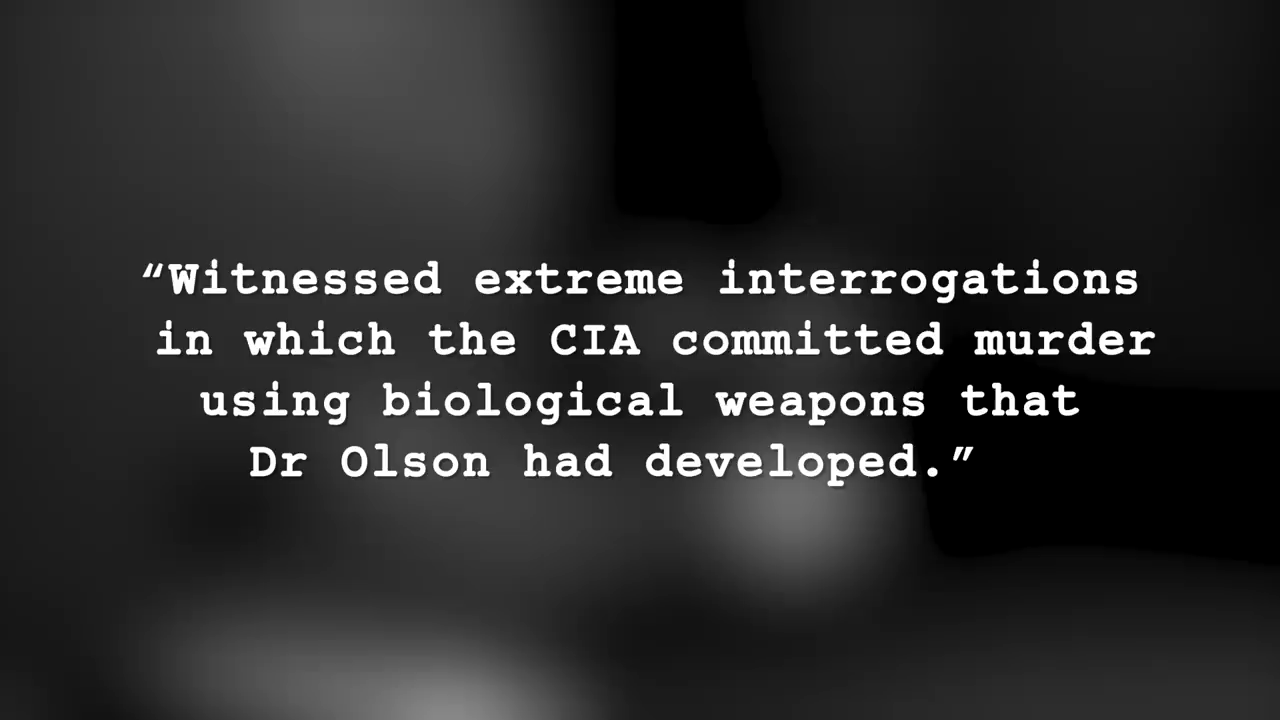 “Witnessed extreme interrogations
in which the CIA committed murder
using biological weapons that
Dr Olson had developed.”